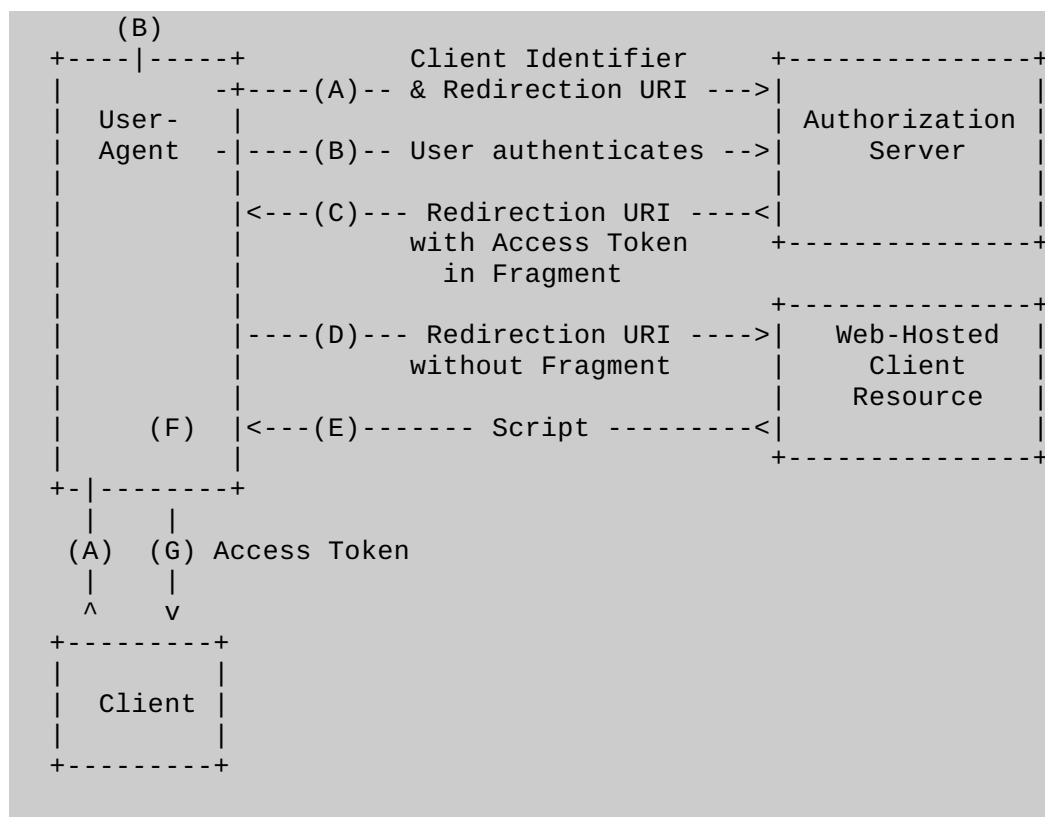 (B)
+----|-----+          Client Identifier     +---------------+
|         -+----(A)-- & Redirection URI --->|               |
|  User-   |                                | Authorization |
|  Agent  -|----(B)-- User authenticates -->|     Server    |
|          |                                |               |
|          |<---(C)--- Redirection URI ----<|               |
|          |          with Access Token     +---------------+
|          |            in Fragment
|          |                                +---------------+
|          |----(D)--- Redirection URI ---->|   Web-Hosted  |
|          |          without Fragment      |     Client    |
|          |                                |    Resource   |
|     (F)  |<---(E)------- Script ---------<|               |
|          |                                +---------------+
+-|--------+
  |    |
 (A)  (G) Access Token
  |    |
  ^    v
+---------+
|         |
|  Client |
|         |
+---------+